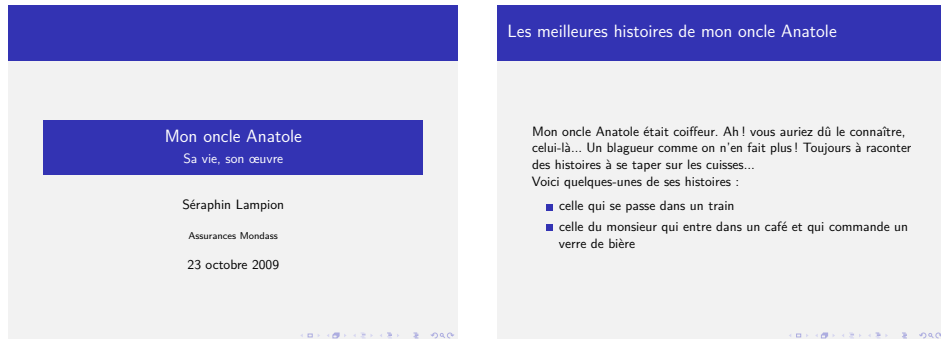 Mon oncle Anatole
Sa vie, son œuvre
Séraphin Lampion
Assurances Mondass
23 octobre 2009
Les meilleures histoires de mon oncle Anatole
Mon oncle Anatole était coiffeur. Ah ! vous auriez dû le connaître,
celui-là... Un blagueur comme on n'en fait plus ! Toujours à raconter
des histoires à se taper sur les cuisses...
Voici quelques-unes de ses histoires :
celle qui se passe dans un train
celle du monsieur qui entre dans un café et qui commande un
verre de bière